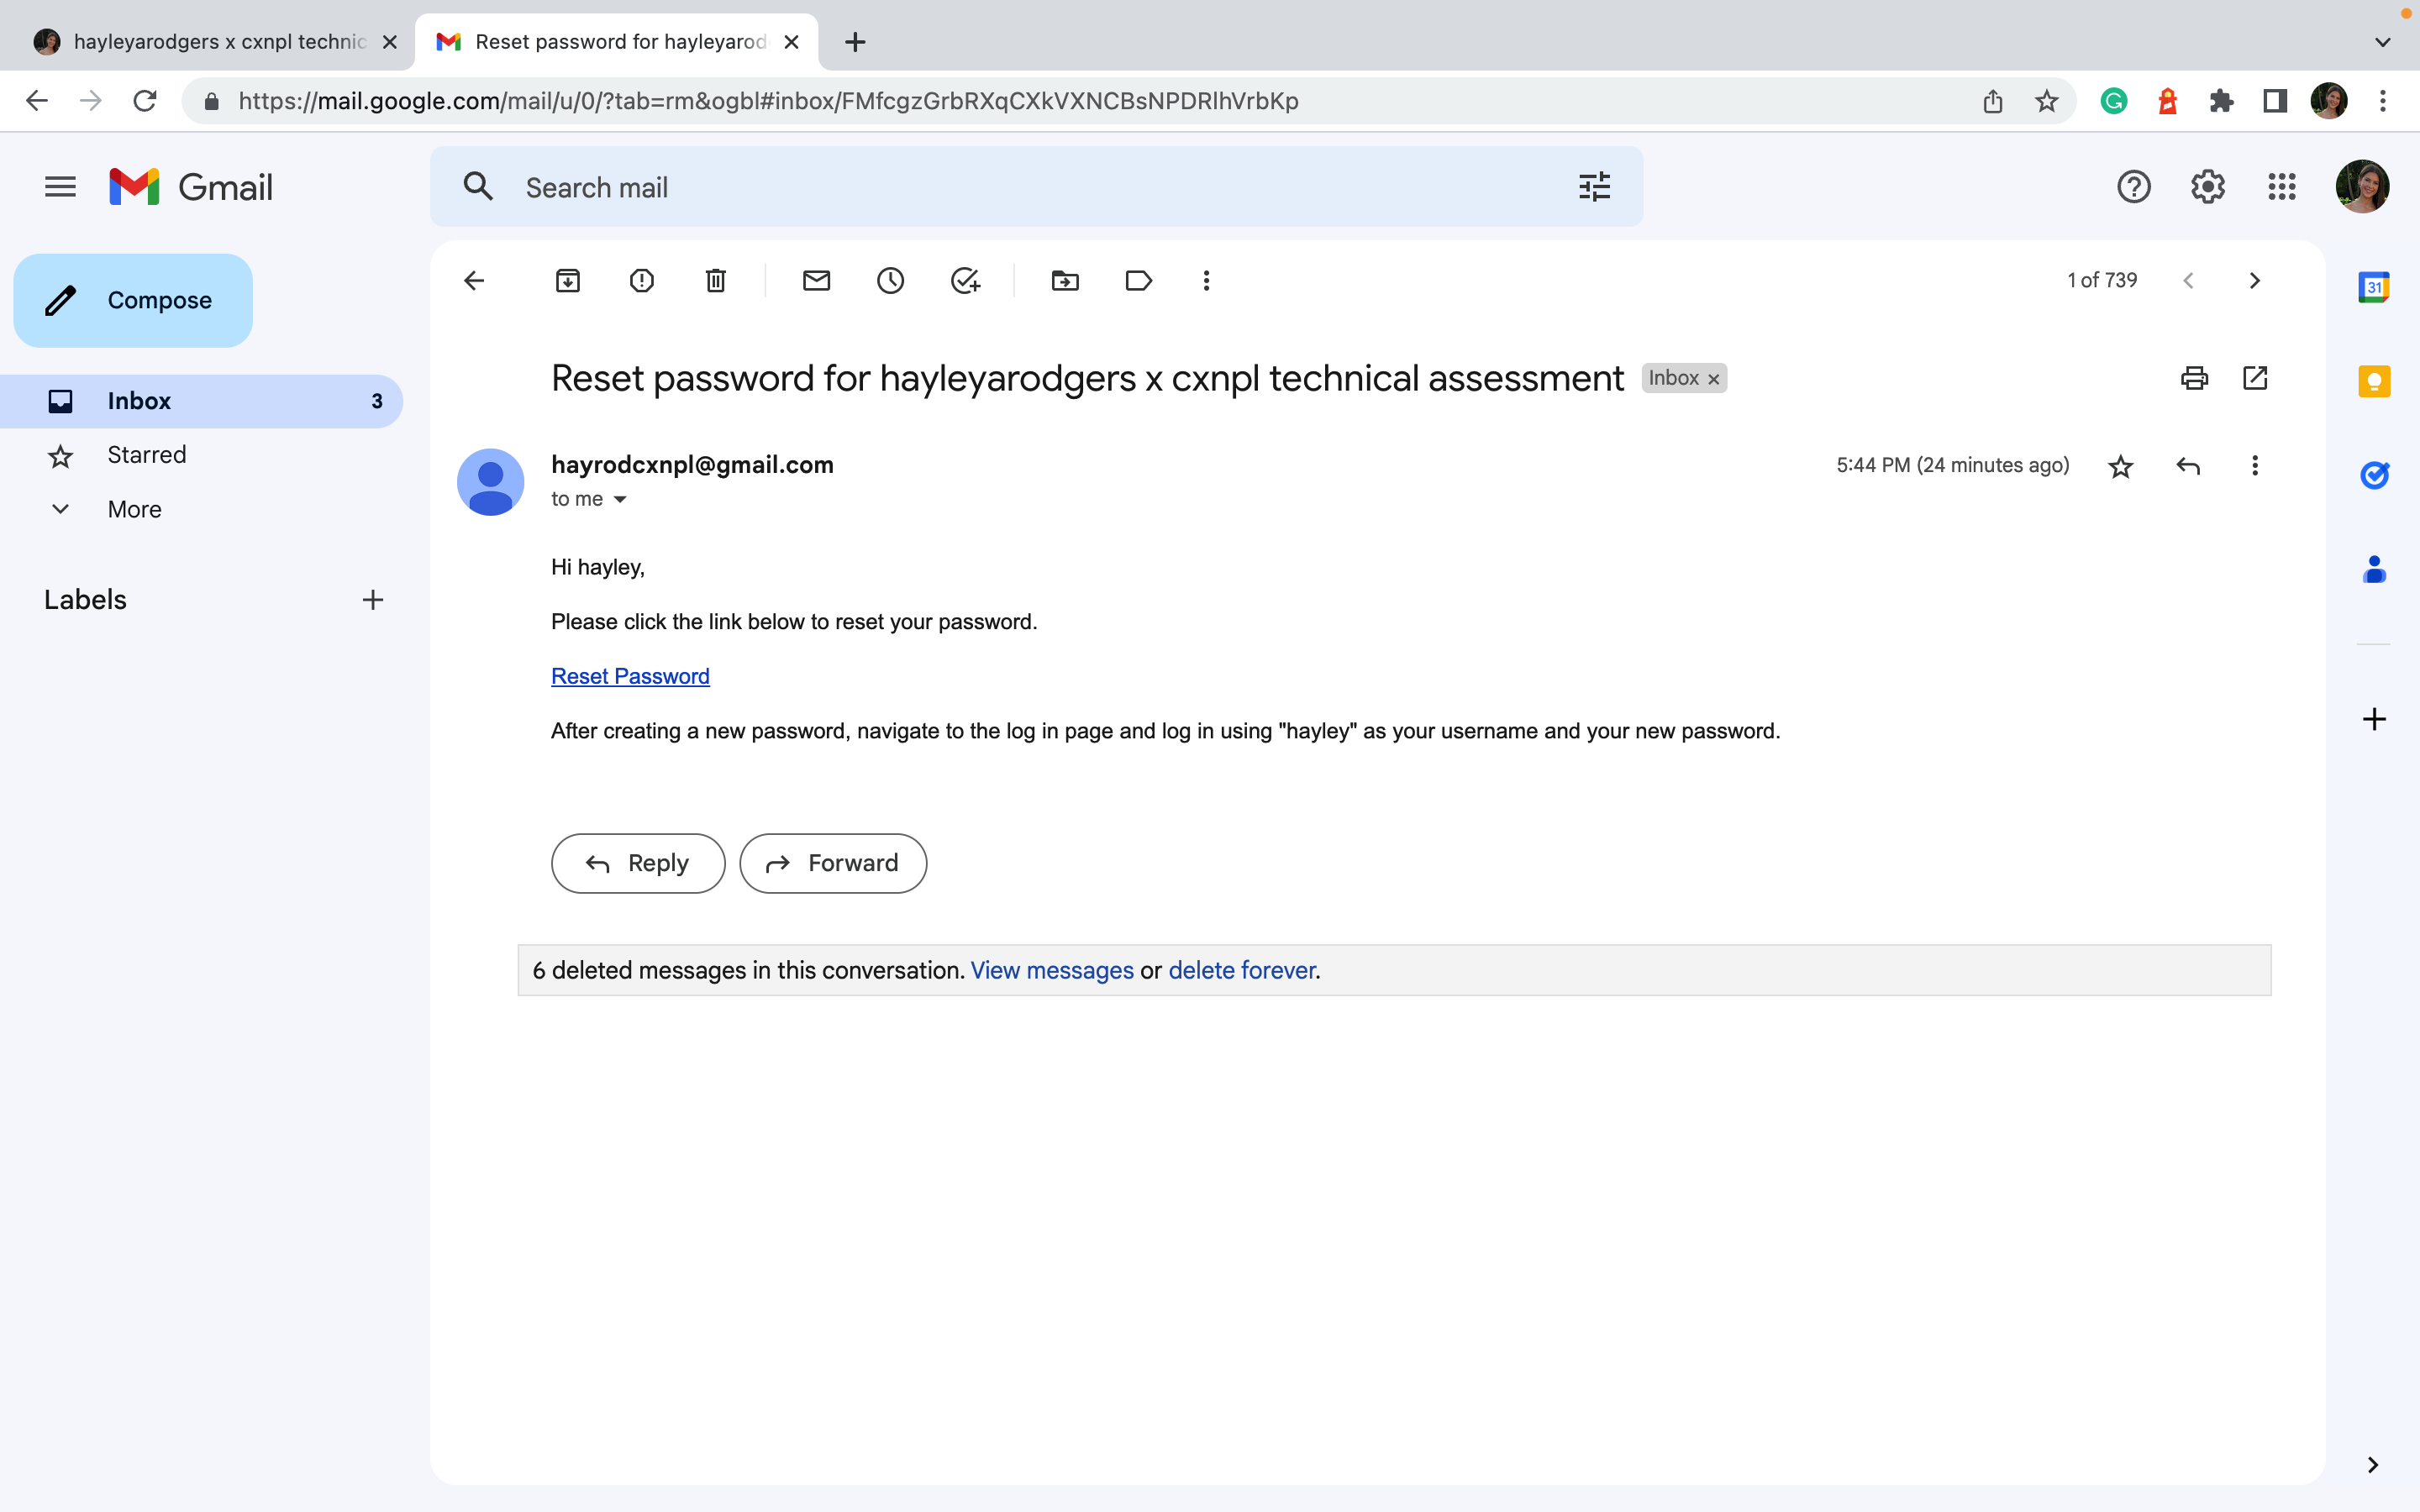 hayleyarodgers x cxnpl technic
Reset password for hayleyarod
https://mail.google.com/mail/u/0/?tab=rm&ogbl#inbox/FMfcgzGrbRXqCXkVXNCBsNPDRlhVrbKp
Gmail
Search mail
Compose
1 of 739
31
Inbox 3
Starred
More
Labels
Reset password for hayleyarodgers x cxnpl technical assessment Inbox x
hayrodcxnpl@gmail.com
5:44 PM (24 minutes ago)
to me
Hi hayley,
Please click the link below to reset your password.
Reset Password
After creating a new password, navigate to the log in page and log in using "hayley" as your username and your new password.
Reply
Forward
6 deleted messages in this conversation. View messages or delete forever.